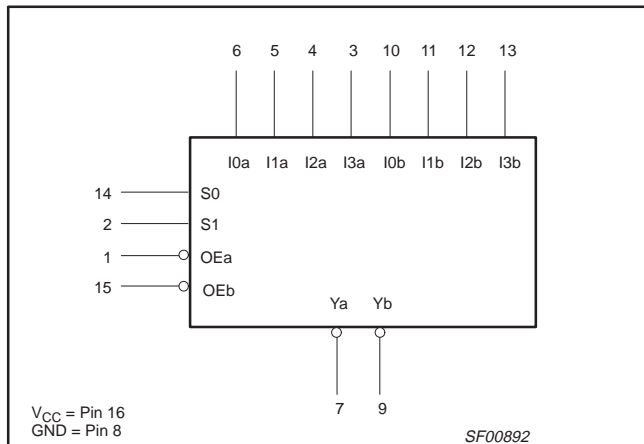 6 5 4 3 10 11 12 13
I0a I1a I2a I3a I0b I1b I2b I3b
14 S0
2 S1
1 OEa
15 OEb
Ya Yb
7 9
VCC = Pin 16
GND = Pin 8
SF00892